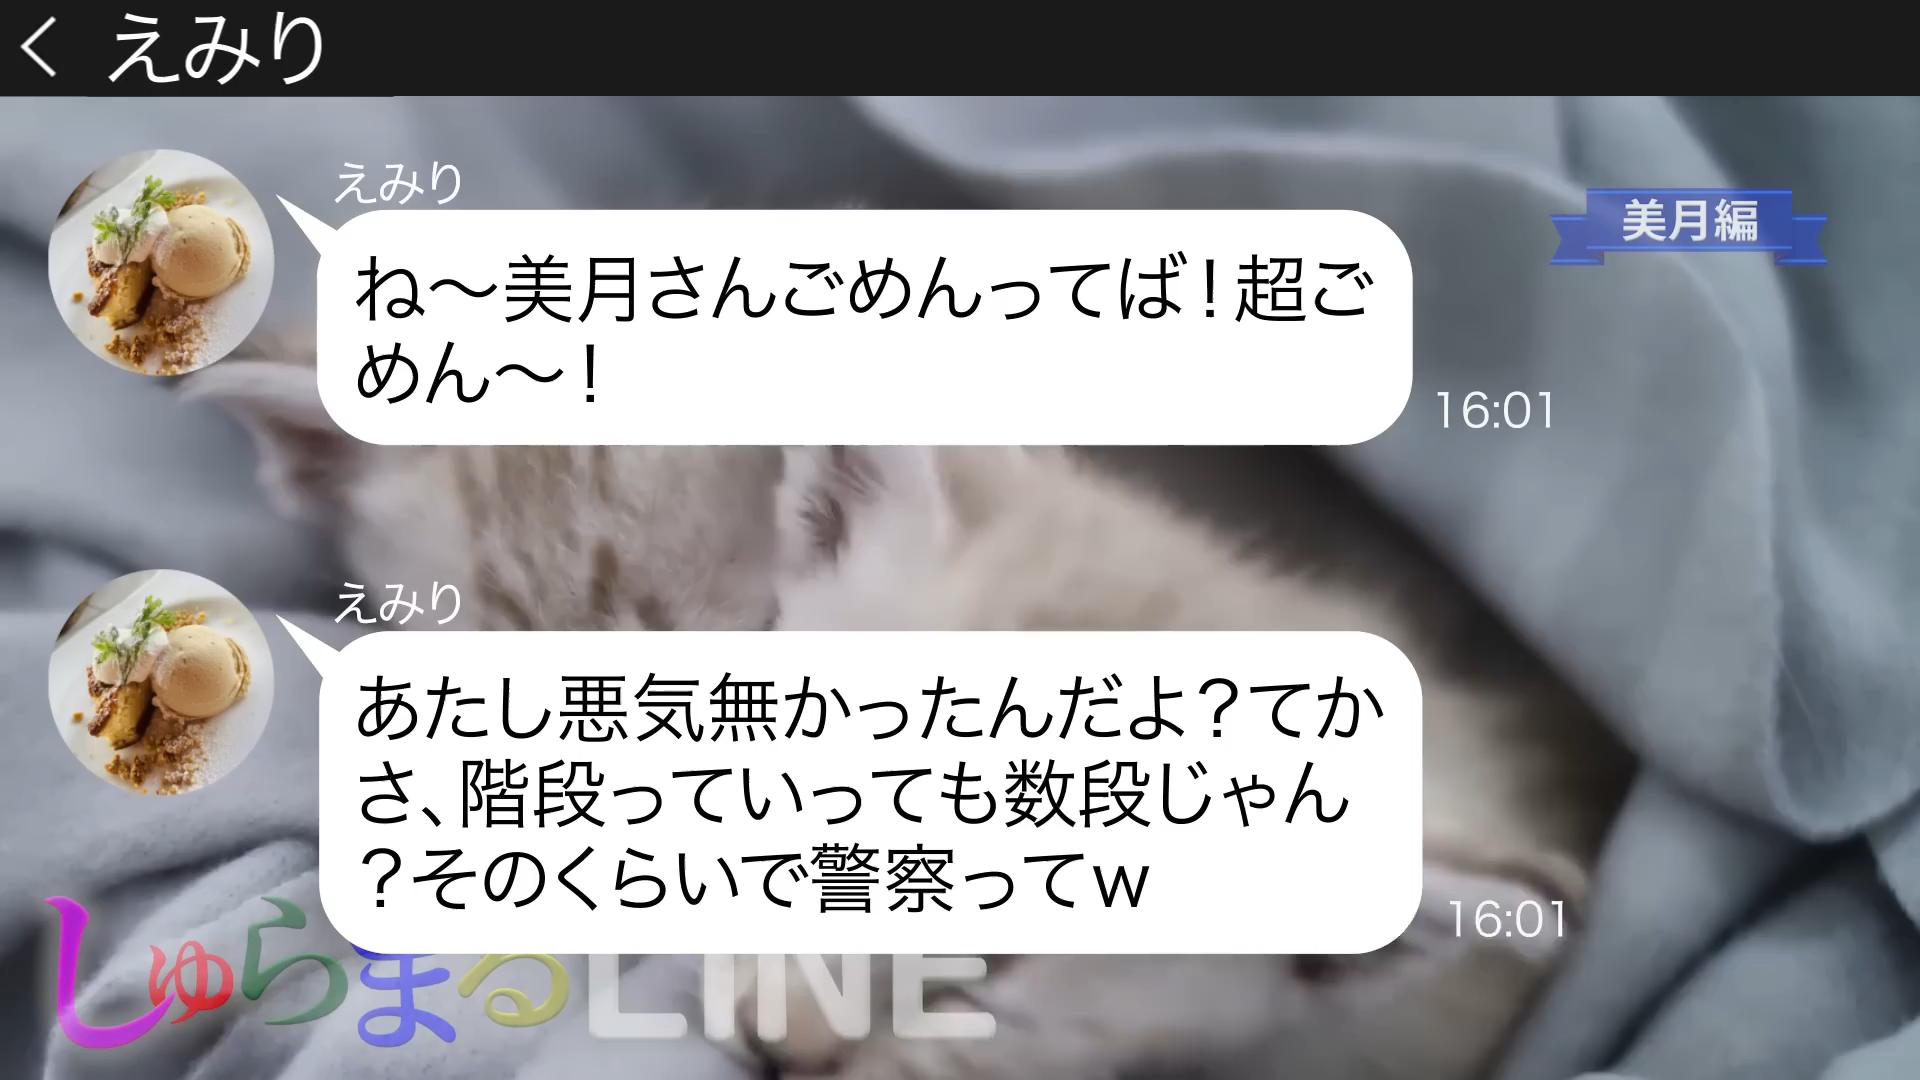 えみり
えみり
美月編
ね～美月さんごめんってば！超ご
めん～！
16:01
えみり
あたし悪気無かったんだよ？てか
さ、階段っていっても数段じゃん
？そのくらいで警察ってw
16:01
しゅらまるLINE